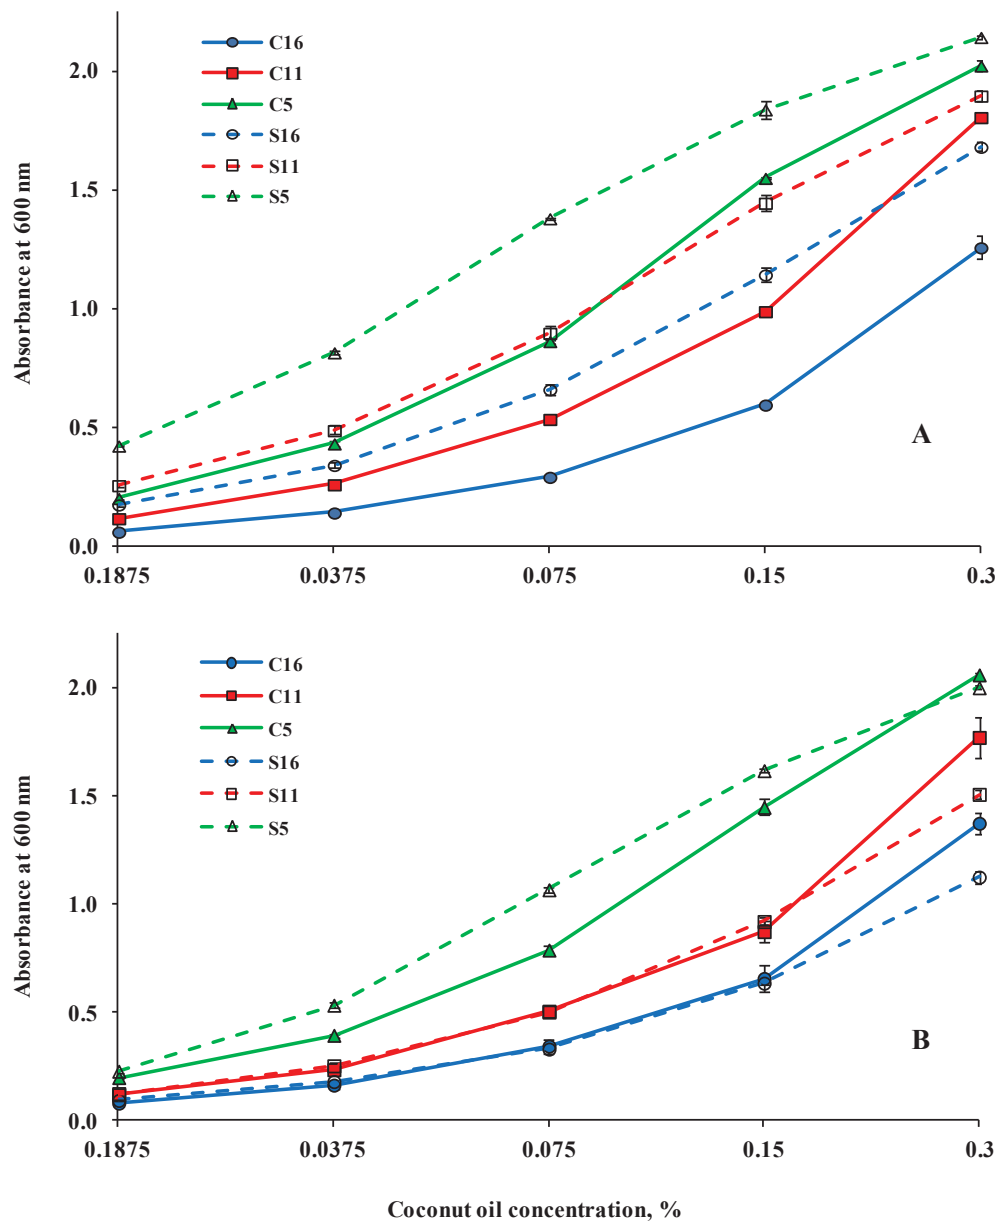 C16
C11
C5
S16
S11
S5
2.0
1.5
1.0
0.5
0.0
Absorbance at 600 nm
A
0.1875 0.0375 0.075 0.15 0.3
C16
C11
C5
S16
S11
S5
2.0
1.5
1.0
0.5
0.0
Absorbance at 600 nm
B
0.1875 0.0375 0.075 0.15 0.3
Coconut oil concentration, %